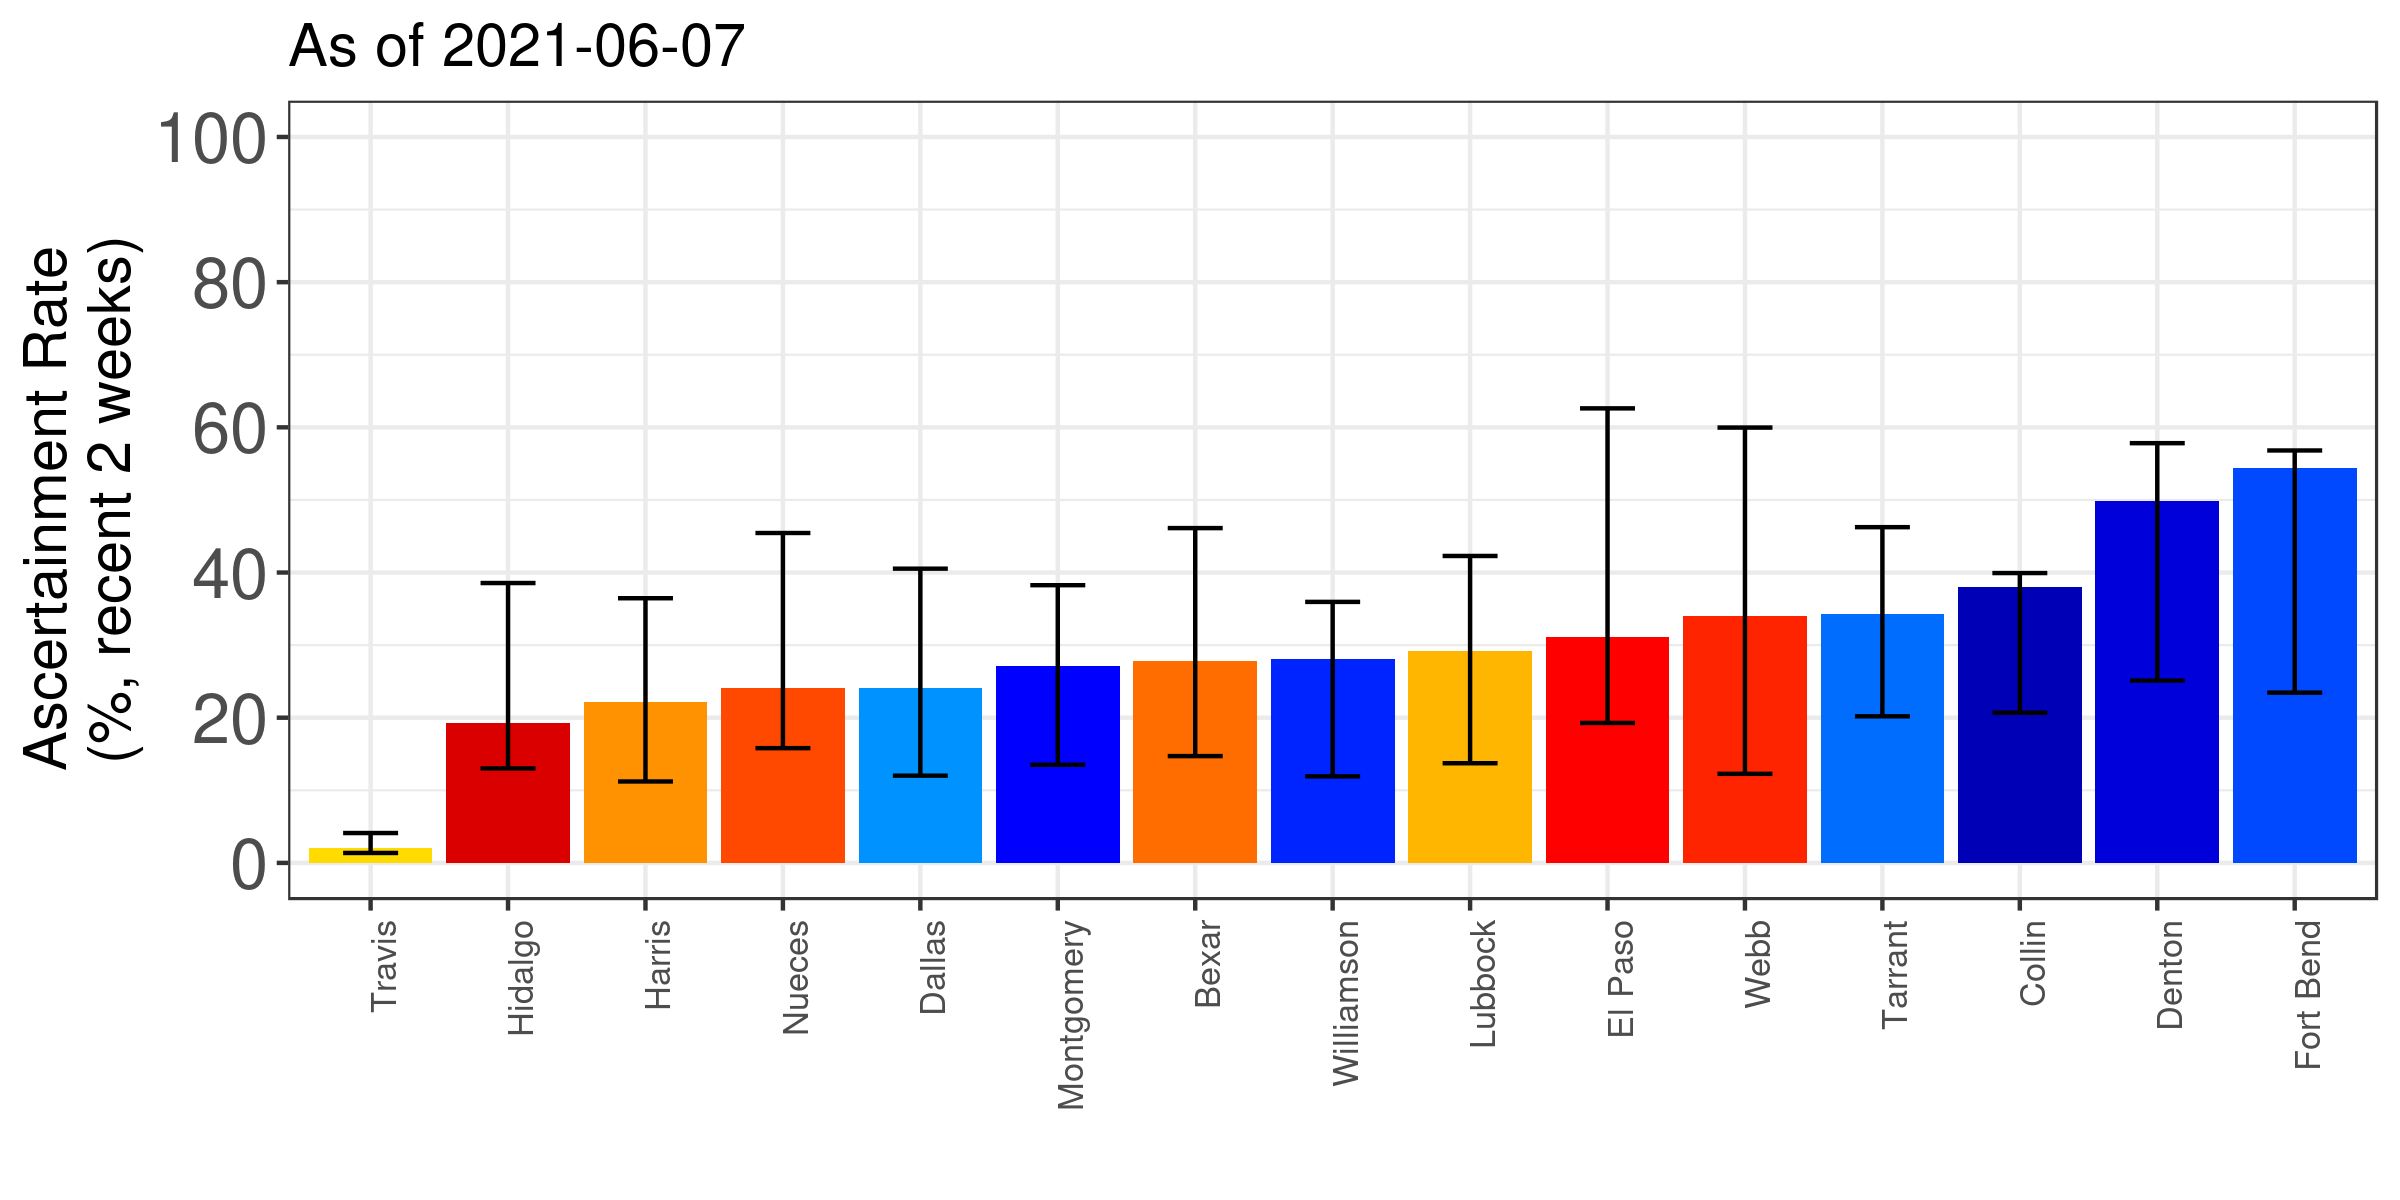 As of 2021-06-07
Ascertainment Rate
(%, recent 2 weeks)
100
80
60
40
20
0
Travis
Hidalgo
Harris
Nueces
Dallas
Montgomery
Bexar
Williamson
Lubbock
El Paso
Webb
Tarrant
Collin
Denton
Fort Bend